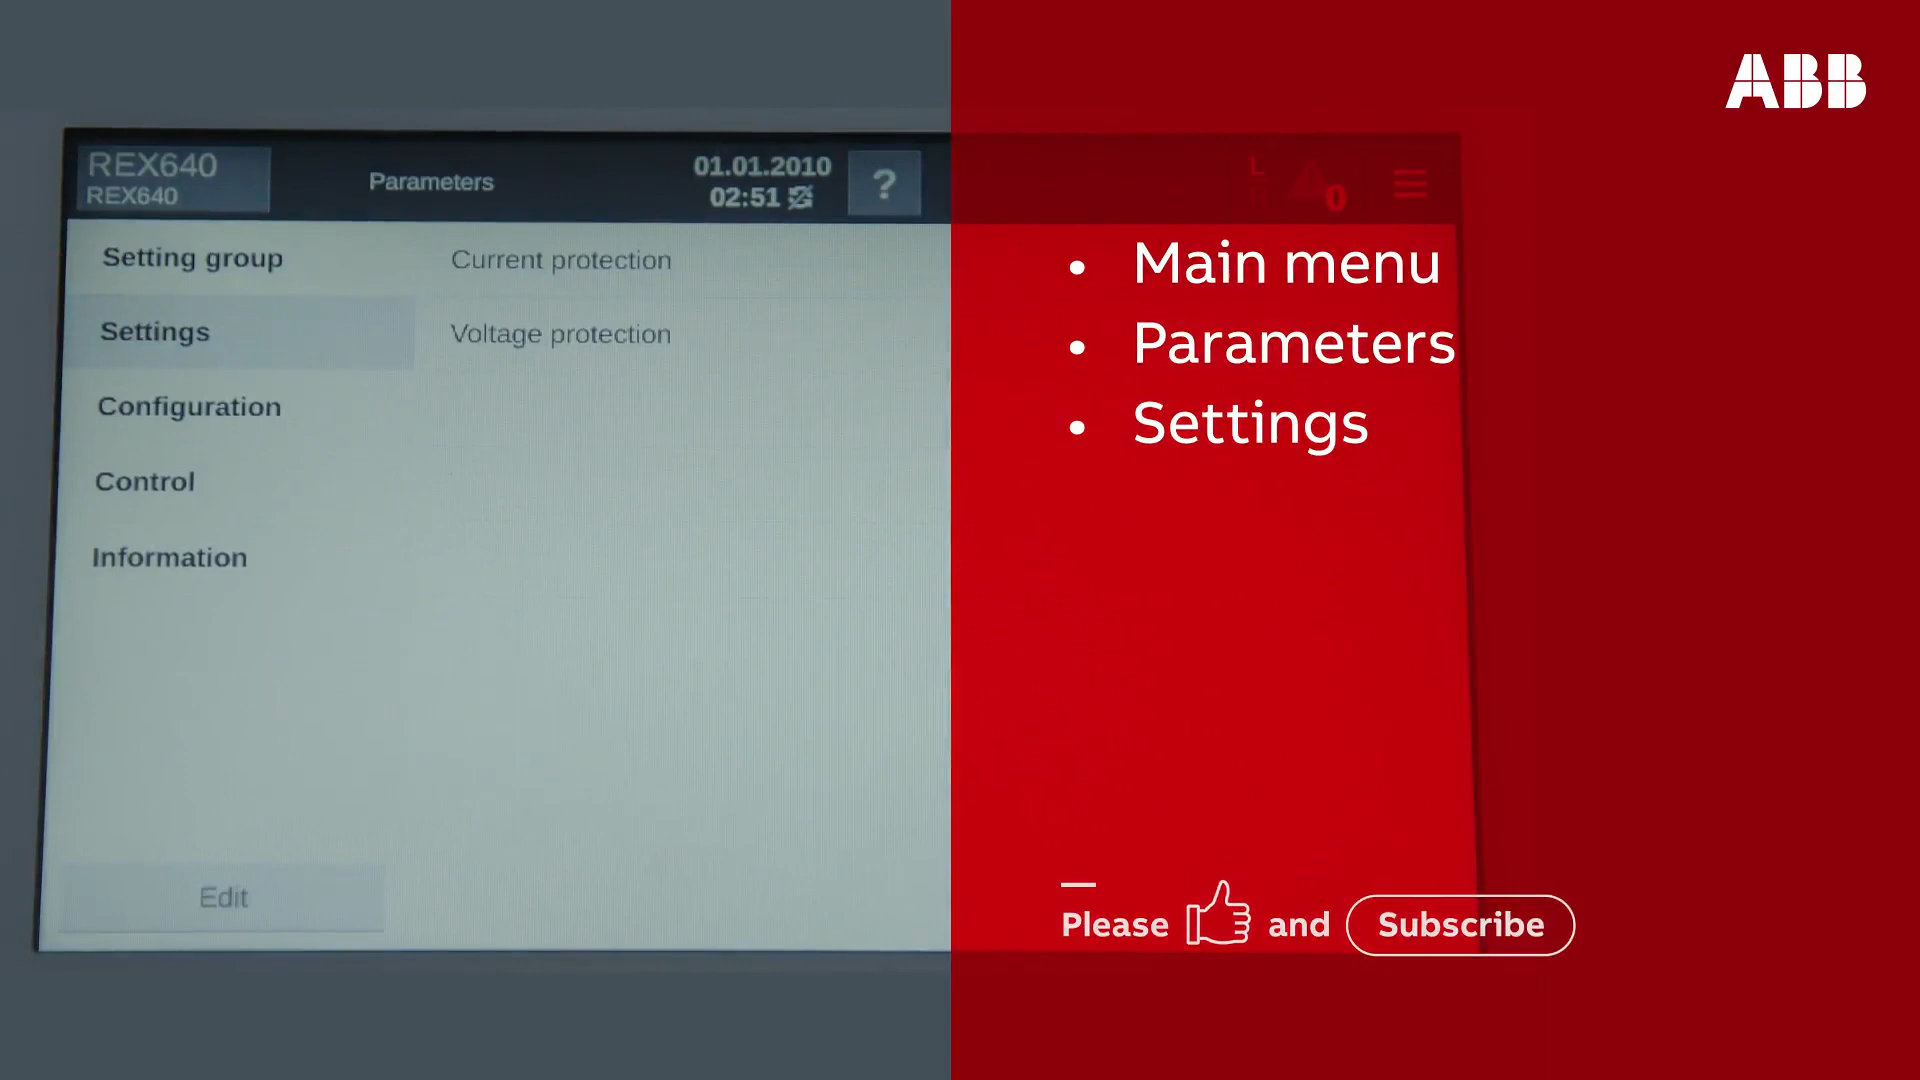 ABB
REX640
REX640
Parameters
01.01.2010
02:51
?
L
0
Setting group
Settings
Configuration
Control
Information
Current protection
Voltage protection
Edit
• Main menu
• Parameters
• Settings
Please and Subscribe